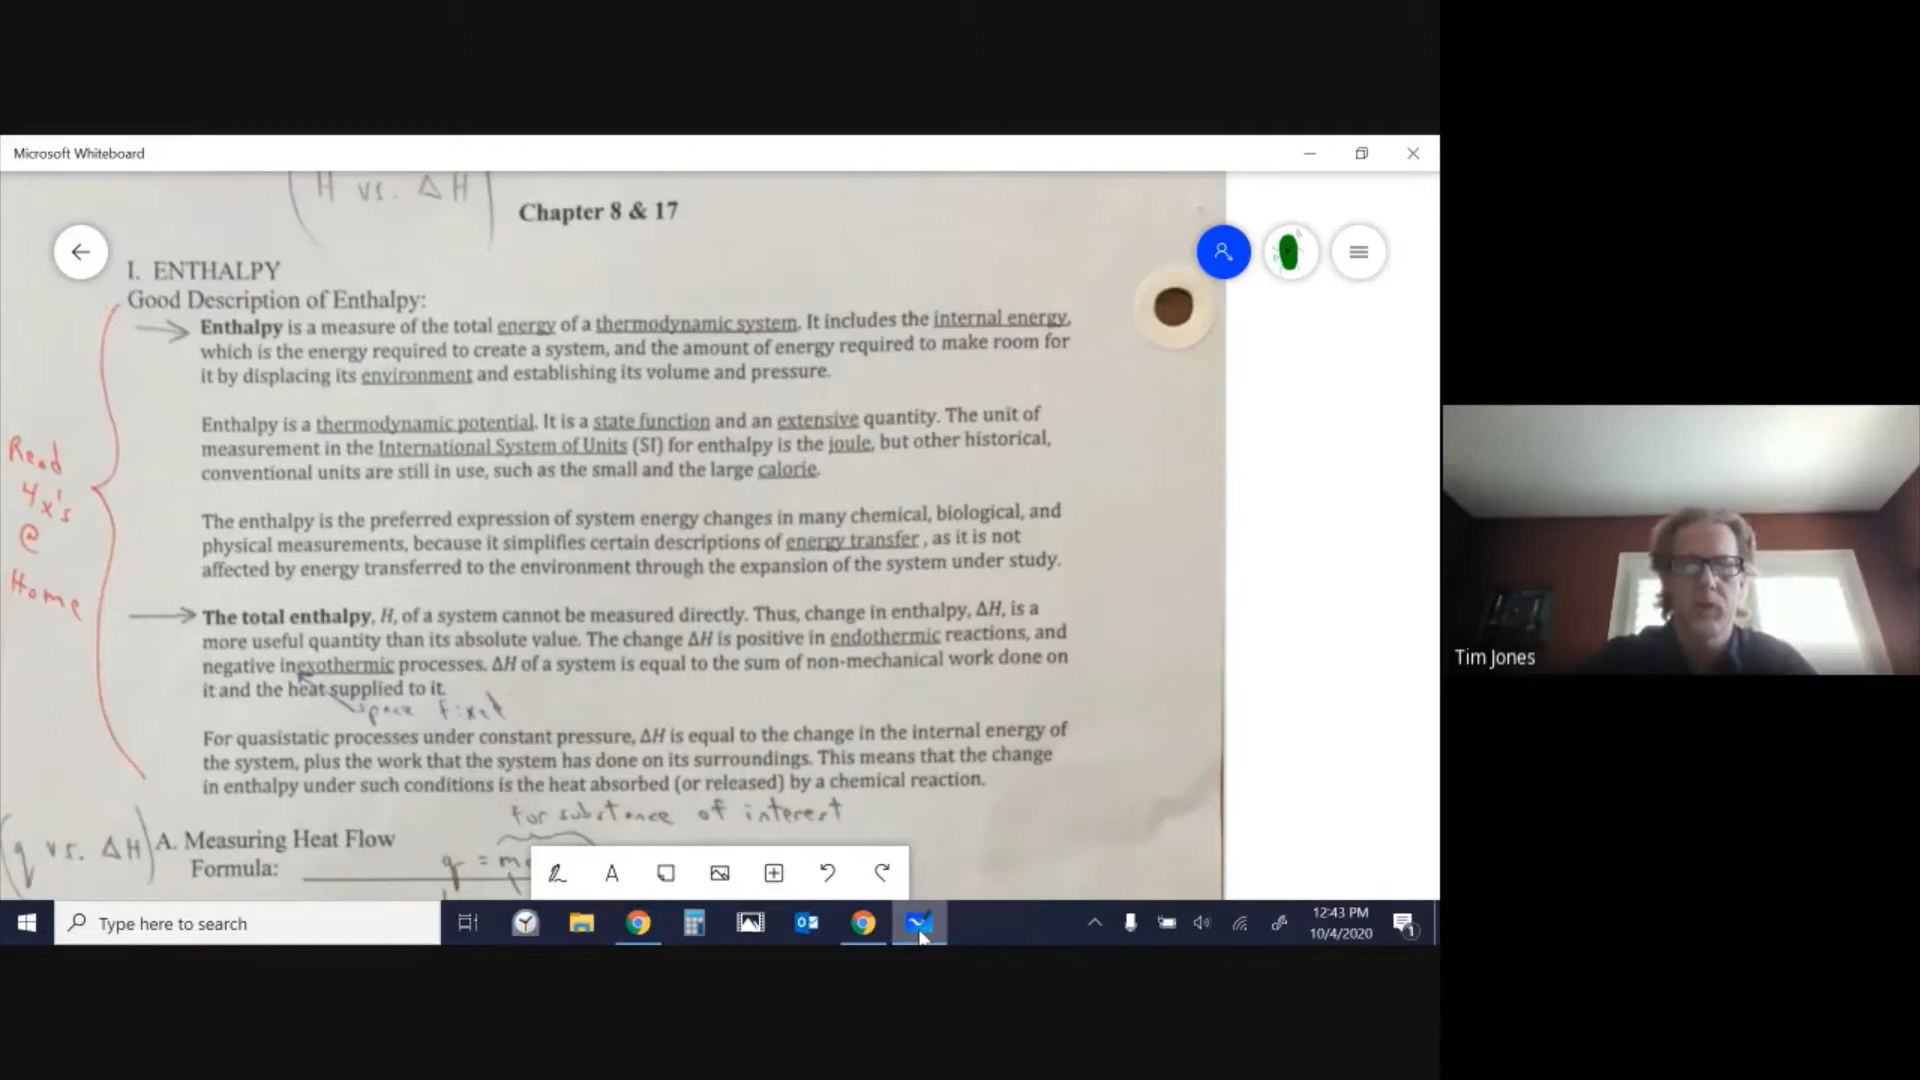 Microsoft Whiteboard
(H vs. ΔH)
Chapter 8 & 17
I. ENTHALPY
Good Description of Enthalpy:
Enthalpy is a measure of the total energy of a thermodynamic system. It includes the internal energy,
which is the energy required to create a system, and the amount of energy required to make room for
it by displacing its environment and establishing its volume and pressure.
Enthalpy is a thermodynamic potential. It is a state function and an extensive quantity. The unit of
measurement in the International System of Units (SI) for enthalpy is the joule, but other historical,
conventional units are still in use, such as the small and the large calorie.
The enthalpy is the preferred expression of system energy changes in many chemical, biological, and
physical measurements, because it simplifies certain descriptions of energy transfer, as it is not
affected by energy transferred to the environment through the expansion of the system under study.
The total enthalpy, H, of a system cannot be measured directly. Thus, change in enthalpy, ΔH, is a
more useful quantity than its absolute value. The change ΔH is positive in endothermic reactions, and
negative inexothermic processes. ΔH of a system is equal to the sum of non-mechanical work done on
it and the heat supplied to it.
space fixed
For quasistatic processes under constant pressure, ΔH is equal to the change in the internal energy of
the system, plus the work that the system has done on its surroundings. This means that the change
in enthalpy under such conditions is the heat absorbed (or released) by a chemical reaction.
Read
4x's
@
Home
for substance of interest
(q vs. ΔH) A. Measuring Heat Flow
Formula: q = m
Type here to search
12:43 PM
10/4/2020
1
Tim Jones